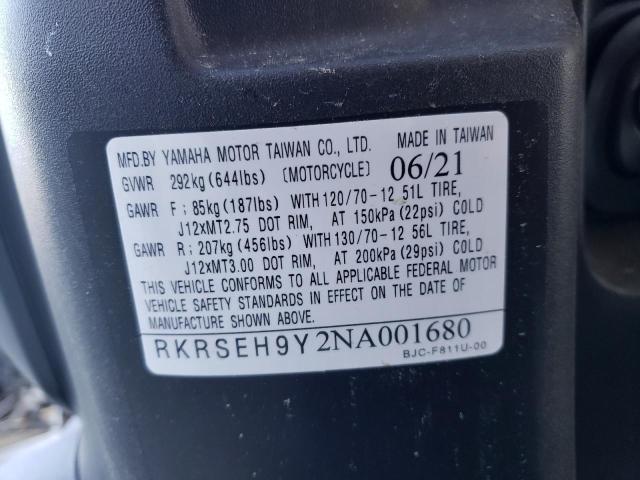 MFD.BY YAMAHA MOTOR TAIWAN CO., LTD. MADE IN TAIWAN
GVWR 292kg (644lbs) (MOTORCYCLE) 06/21
GAWR F ; 85kg (187lbs) WITH 120/70-12 51L TIRE,
J12xMT2.75 DOT RIM, AT 150kPa (22psi) COLD
GAWR R ; 207kg (456lbs) WITH 130/70-12 56L TIRE,
J12xMT3.00 DOT RIM, AT 200kPa (29psi) COLD
THIS VEHICLE CONFORMS TO ALL APPLICABLE FEDERAL MOTOR
VEHICLE SAFETY STANDARDS IN EFFECT ON THE DATE OF
MANUFACTURE SHOWN ABOVE.
RKRSEH9Y2NA001680
BJC-F811U-00